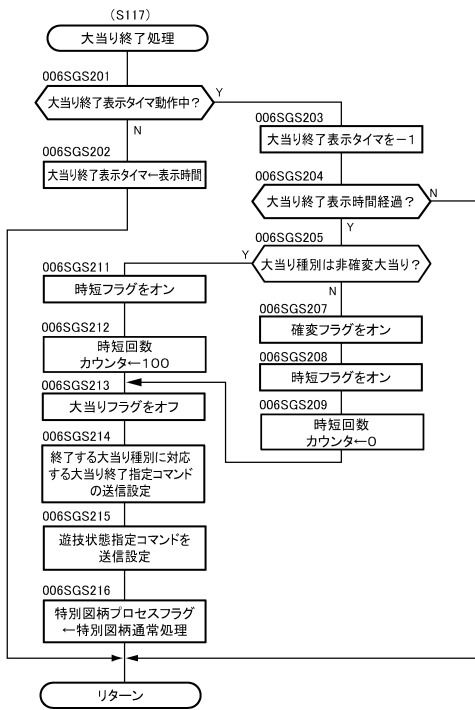 (S117)
大当り終了処理
006SGS201
大当り終了表示タイマ動作中？
Y
N
006SGS202
大当り終了表示タイマ←表示時間
006SGS203
大当り終了表示タイマを－1
006SGS204
大当り終了表示時間経過？
N
Y
006SGS205
大当り種別は非確変大当り？
Y
N
006SGS207
確変フラグをオン
006SGS208
時短フラグをオン
006SGS209
時短回数
カウンタ←0
006SGS211
時短フラグをオン
006SGS212
時短回数
カウンタ←100
006SGS213
大当りフラグをオフ
006SGS214
終了する大当り種別に対応
する大当り終了指定コマンド
の送信設定
006SGS215
遊技状態指定コマンドを
送信設定
006SGS216
特別図柄プロセスフラグ
←特別図柄通常処理
リターン